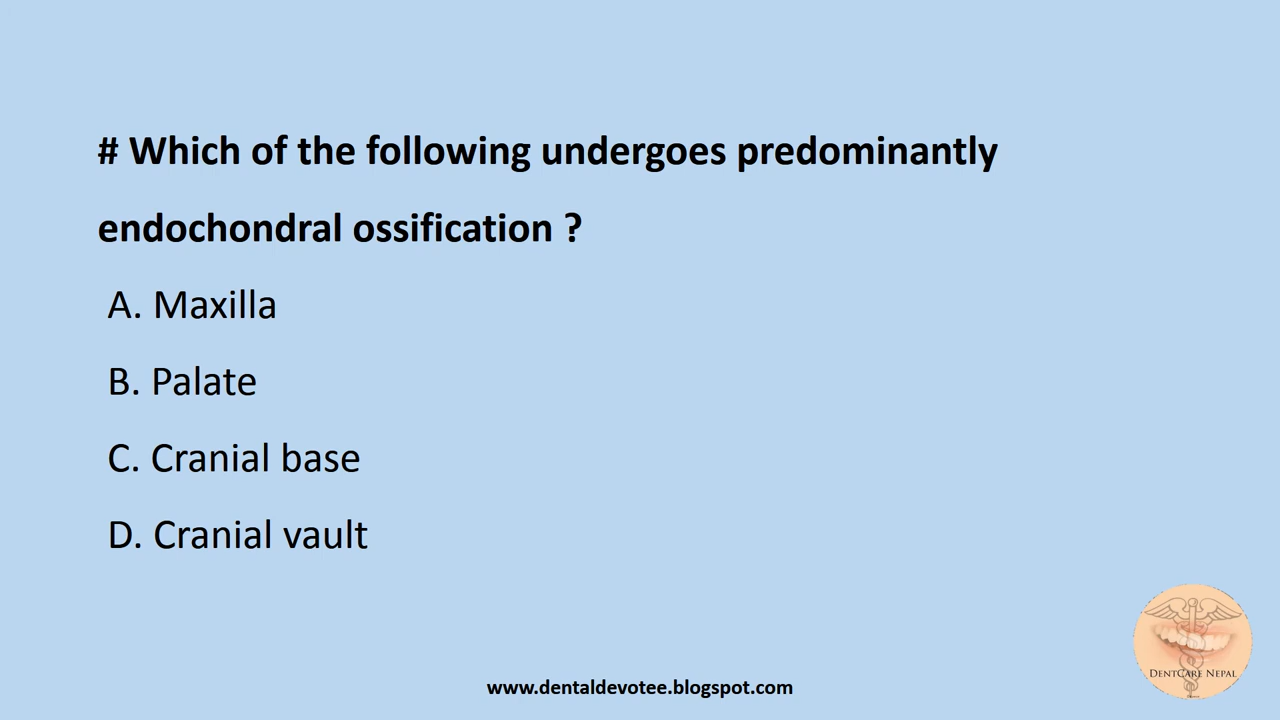 # Which of the following undergoes predominantly
endochondral ossification ?
A. Maxilla
B. Palate
C. Cranial base
D. Cranial vault
DentCare Nepal
www.dentaldevotee.blogspot.com